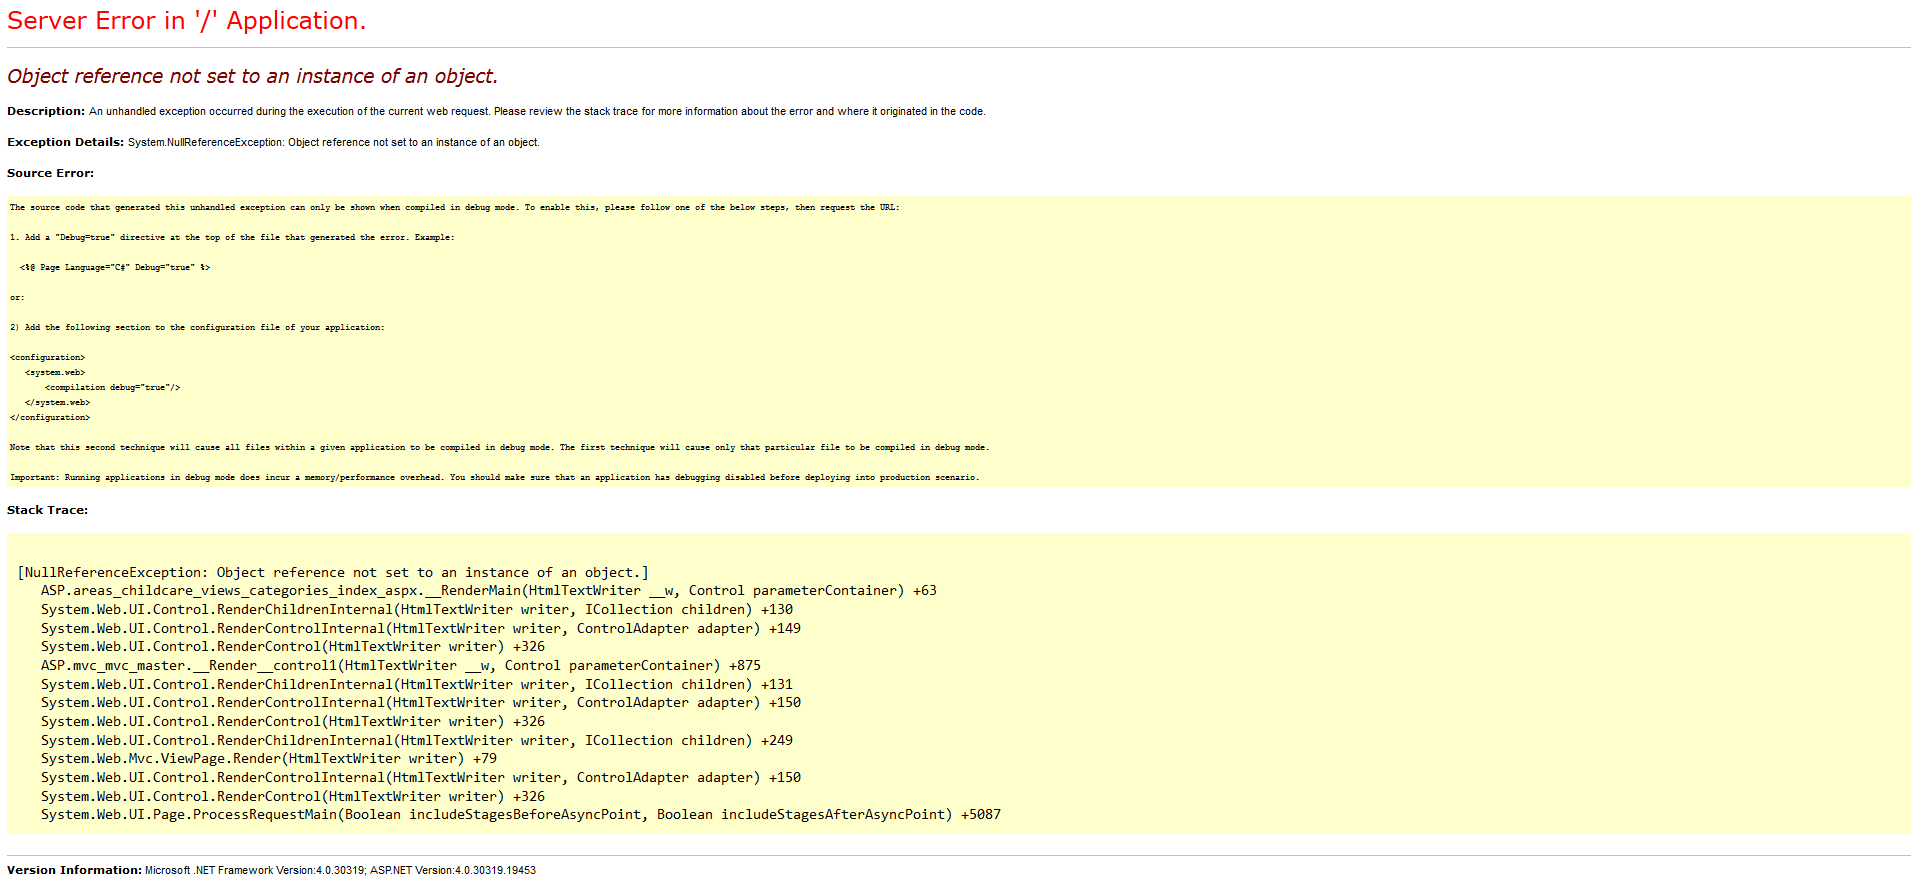 Server Error in '/' Application.
Object reference not set to an instance of an object.
Description: An unhandled exception occurred during the execution of the current web request. Please review the stack trace for more information about the error and where it originated in the code.
Exception Details: System.NullReferenceException: Object reference not set to an instance of an object.
Source Error:
The source code that generated this unhandled exception can only be shown when compiled in debug mode. To enable this, please follow one of the below steps, then request the URL:
1. Add a "Debug=true" directive at the top of the file that generated the error. Example:
<%@ Page Language="C#" Debug="true" %>
or:
2) Add the following section to the configuration file of your application:
<configuration>
<system.web>
<compilation debug="true"/>
</system.web>
</configuration>
Note that this second technique will cause all files within a given application to be compiled in debug mode. The first technique will cause only that particular file to be compiled in debug mode.
Important: Running applications in debug mode does incur a memory/performance overhead. You should make sure that an application has debugging disabled before deploying into production scenario.
Stack Trace:
[NullReferenceException: Object reference not set to an instance of an object.]
ASP.areas_childcare_views_categories_index_aspx.__RenderMain(HtmlTextWriter __w, Control parameterContainer) +63
System.Web.UI.Control.RenderChildrenInternal(HtmlTextWriter writer, ICollection children) +130
System.Web.UI.Control.RenderControlInternal(HtmlTextWriter writer, ControlAdapter adapter) +149
System.Web.UI.Control.RenderControl(HtmlTextWriter writer) +326
ASP.mvc_mvc_master.__Render__control1(HtmlTextWriter __w, Control parameterContainer) +875
System.Web.UI.Control.RenderChildrenInternal(HtmlTextWriter writer, ICollection children) +131
System.Web.UI.Control.RenderControlInternal(HtmlTextWriter writer, ControlAdapter adapter) +150
System.Web.UI.Control.RenderControl(HtmlTextWriter writer) +326
System.Web.UI.Control.RenderChildrenInternal(HtmlTextWriter writer, ICollection children) +249
System.Web.Mvc.ViewPage.Render(HtmlTextWriter writer) +79
System.Web.UI.Control.RenderControlInternal(HtmlTextWriter writer, ControlAdapter adapter) +150
System.Web.UI.Control.RenderControl(HtmlTextWriter writer) +326
System.Web.UI.Page.ProcessRequestMain(Boolean includeStagesBeforeAsyncPoint, Boolean includeStagesAfterAsyncPoint) +5087
Version Information: Microsoft .NET Framework Version:4.0.30319; ASP.NET Version:4.0.30319.19453